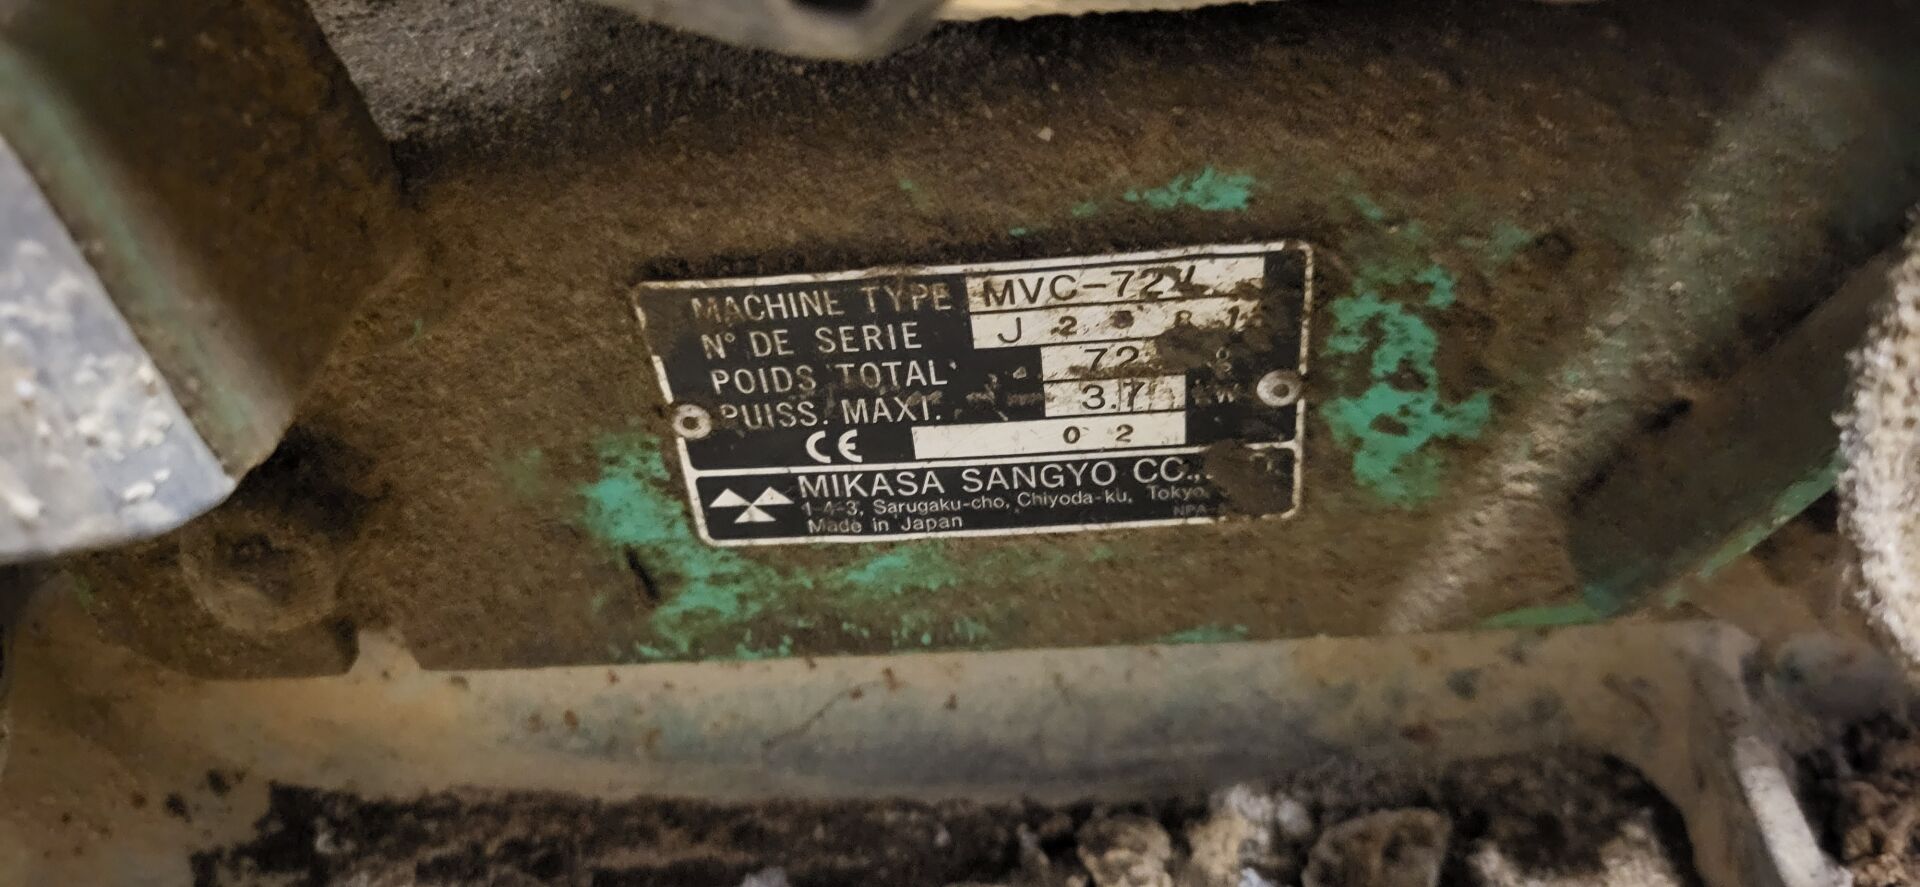 MACHINE TYPE MVC-72
N° DE SERIE J
POIDS TOTAL 72
PUISS. MAXI. 3.7 kW
CE 02
MIKASA SANGYO CO.,
1-4-3, Sarugaku-cho, Chiyoda-ku, Tokyo
Made in Japan